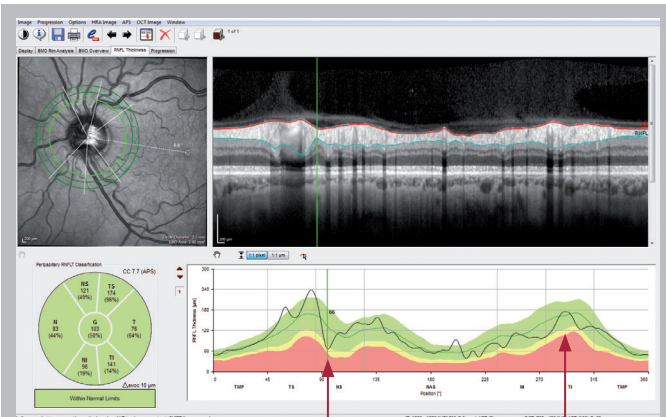 Image Progression Options HRA Image APS OCT Image Window
1 of 1
Display BMO Rim Analysis BMO Overview RNFL Thickness Progression
RNFL
200 µm
200 µm
1:1 pixel 1:1 µm
Peripapillary RNFLT Classification
CC 7.7 (APS)
NS
121
(49%)
TS
174
(96%)
N
83
(44%)
G
103
(58%)
T
76
(64%)
NI
96
(19%)
TI
141
(14%)
Within Normal Limits
RNFL Thickness [µm]
300
240
180
120
60
0
66
0 45 90 135 180 225 270 315 360
TMP TS NS NAS NI TI TMP
Position [°]